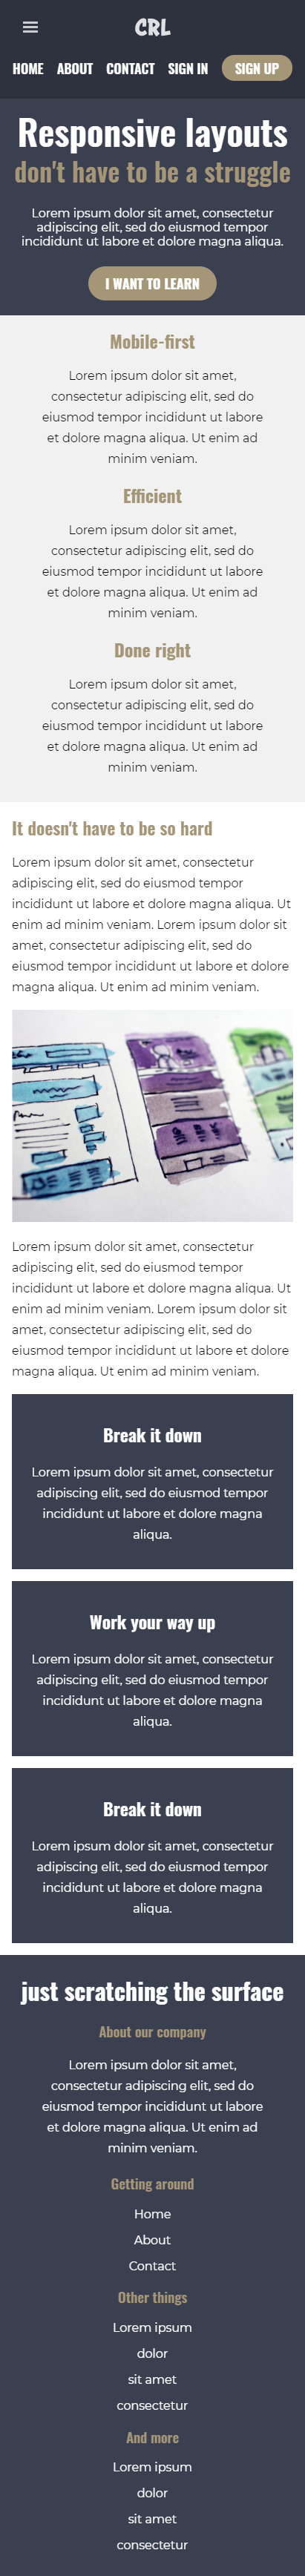 CRL
HOME ABOUT CONTACT SIGN IN SIGN UP
Responsive layouts
don't have to be a struggle
Lorem ipsum dolor sit amet, consectetur
adipiscing elit, sed do eiusmod tempor
incididunt ut labore et dolore magna aliqua.
I WANT TO LEARN
Mobile-first
Lorem ipsum dolor sit amet,
consectetur adipiscing elit, sed do
eiusmod tempor incididunt ut labore
et dolore magna aliqua. Ut enim ad
minim veniam.
Efficient
Lorem ipsum dolor sit amet,
consectetur adipiscing elit, sed do
eiusmod tempor incididunt ut labore
et dolore magna aliqua. Ut enim ad
minim veniam.
Done right
Lorem ipsum dolor sit amet,
consectetur adipiscing elit, sed do
eiusmod tempor incididunt ut labore
et dolore magna aliqua. Ut enim ad
minim veniam.
It doesn't have to be so hard
Lorem ipsum dolor sit amet, consectetur
adipiscing elit, sed do eiusmod tempor
incididunt ut labore et dolore magna aliqua. Ut
enim ad minim veniam. Lorem ipsum dolor sit
amet, consectetur adipiscing elit, sed do
eiusmod tempor incididunt ut labore et dolore
magna aliqua. Ut enim ad minim veniam.
Lorem ipsum dolor sit amet, consectetur
adipiscing elit, sed do eiusmod tempor
incididunt ut labore et dolore magna aliqua. Ut
enim ad minim veniam. Lorem ipsum dolor sit
amet, consectetur adipiscing elit, sed do
eiusmod tempor incididunt ut labore et dolore
magna aliqua. Ut enim ad minim veniam.
Break it down
Lorem ipsum dolor sit amet, consectetur
adipiscing elit, sed do eiusmod tempor
incididunt ut labore et dolore magna
aliqua.
Work your way up
Lorem ipsum dolor sit amet, consectetur
adipiscing elit, sed do eiusmod tempor
incididunt ut labore et dolore magna
aliqua.
Break it down
Lorem ipsum dolor sit amet, consectetur
adipiscing elit, sed do eiusmod tempor
incididunt ut labore et dolore magna
aliqua.
just scratching the surface
About our company
Lorem ipsum dolor sit amet,
consectetur adipiscing elit, sed do
eiusmod tempor incididunt ut labore
et dolore magna aliqua. Ut enim ad
minim veniam.
Getting around
Home
About
Contact
Other things
Lorem ipsum
dolor
sit amet
consectetur
And more
Lorem ipsum
dolor
sit amet
consectetur